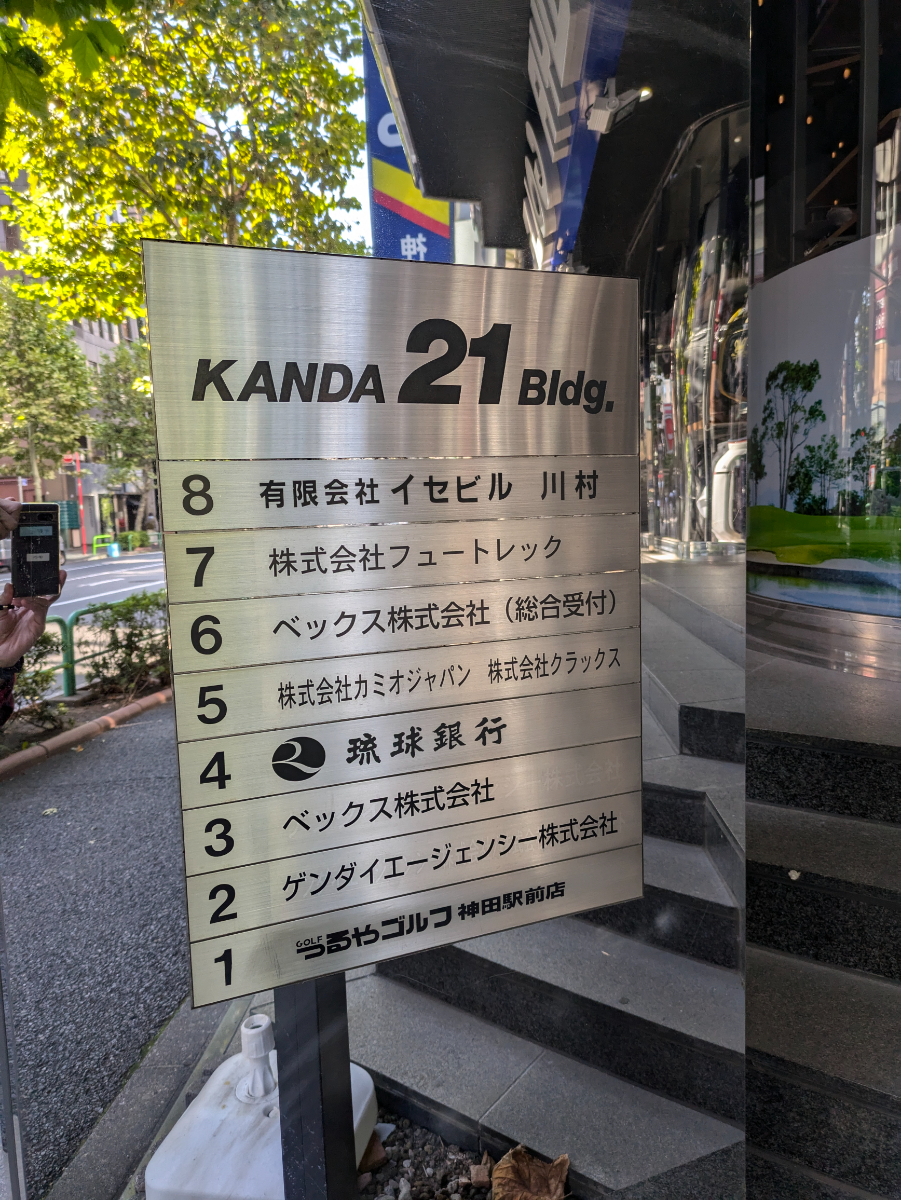 神
KANDA 21 Bldg.
8 有限会社 イセビル 川村
7 株式会社フュートレック
6 ベックス株式会社(総合受付)
5 株式会社カミオジャパン 株式会社クラックス
4 琉球銀行
3 ベックス株式会社
2 ゲンダイエージェンシー株式会社
1 GOLF つるやゴルフ 神田駅前店